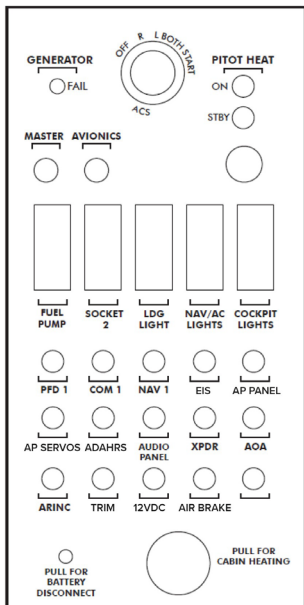 GENERATOR
FAIL
OFF R L BOTH START
ACS
PITOT HEAT
ON
STBY
MASTER AVIONICS
FUEL PUMP
SOCKET 2
LDG LIGHT
NAV/AC LIGHTS
COCKPIT LIGHTS
PFD 1 COM 1 NAV 1 EIS AP PANEL
AP SERVOS ADAHRS AUDIO PANEL XPDR AOA
ARINC TRIM 12VDC AIR BRAKE
PULL FOR
BATTERY
DISCONNECT
PULL FOR
CABIN HEATING